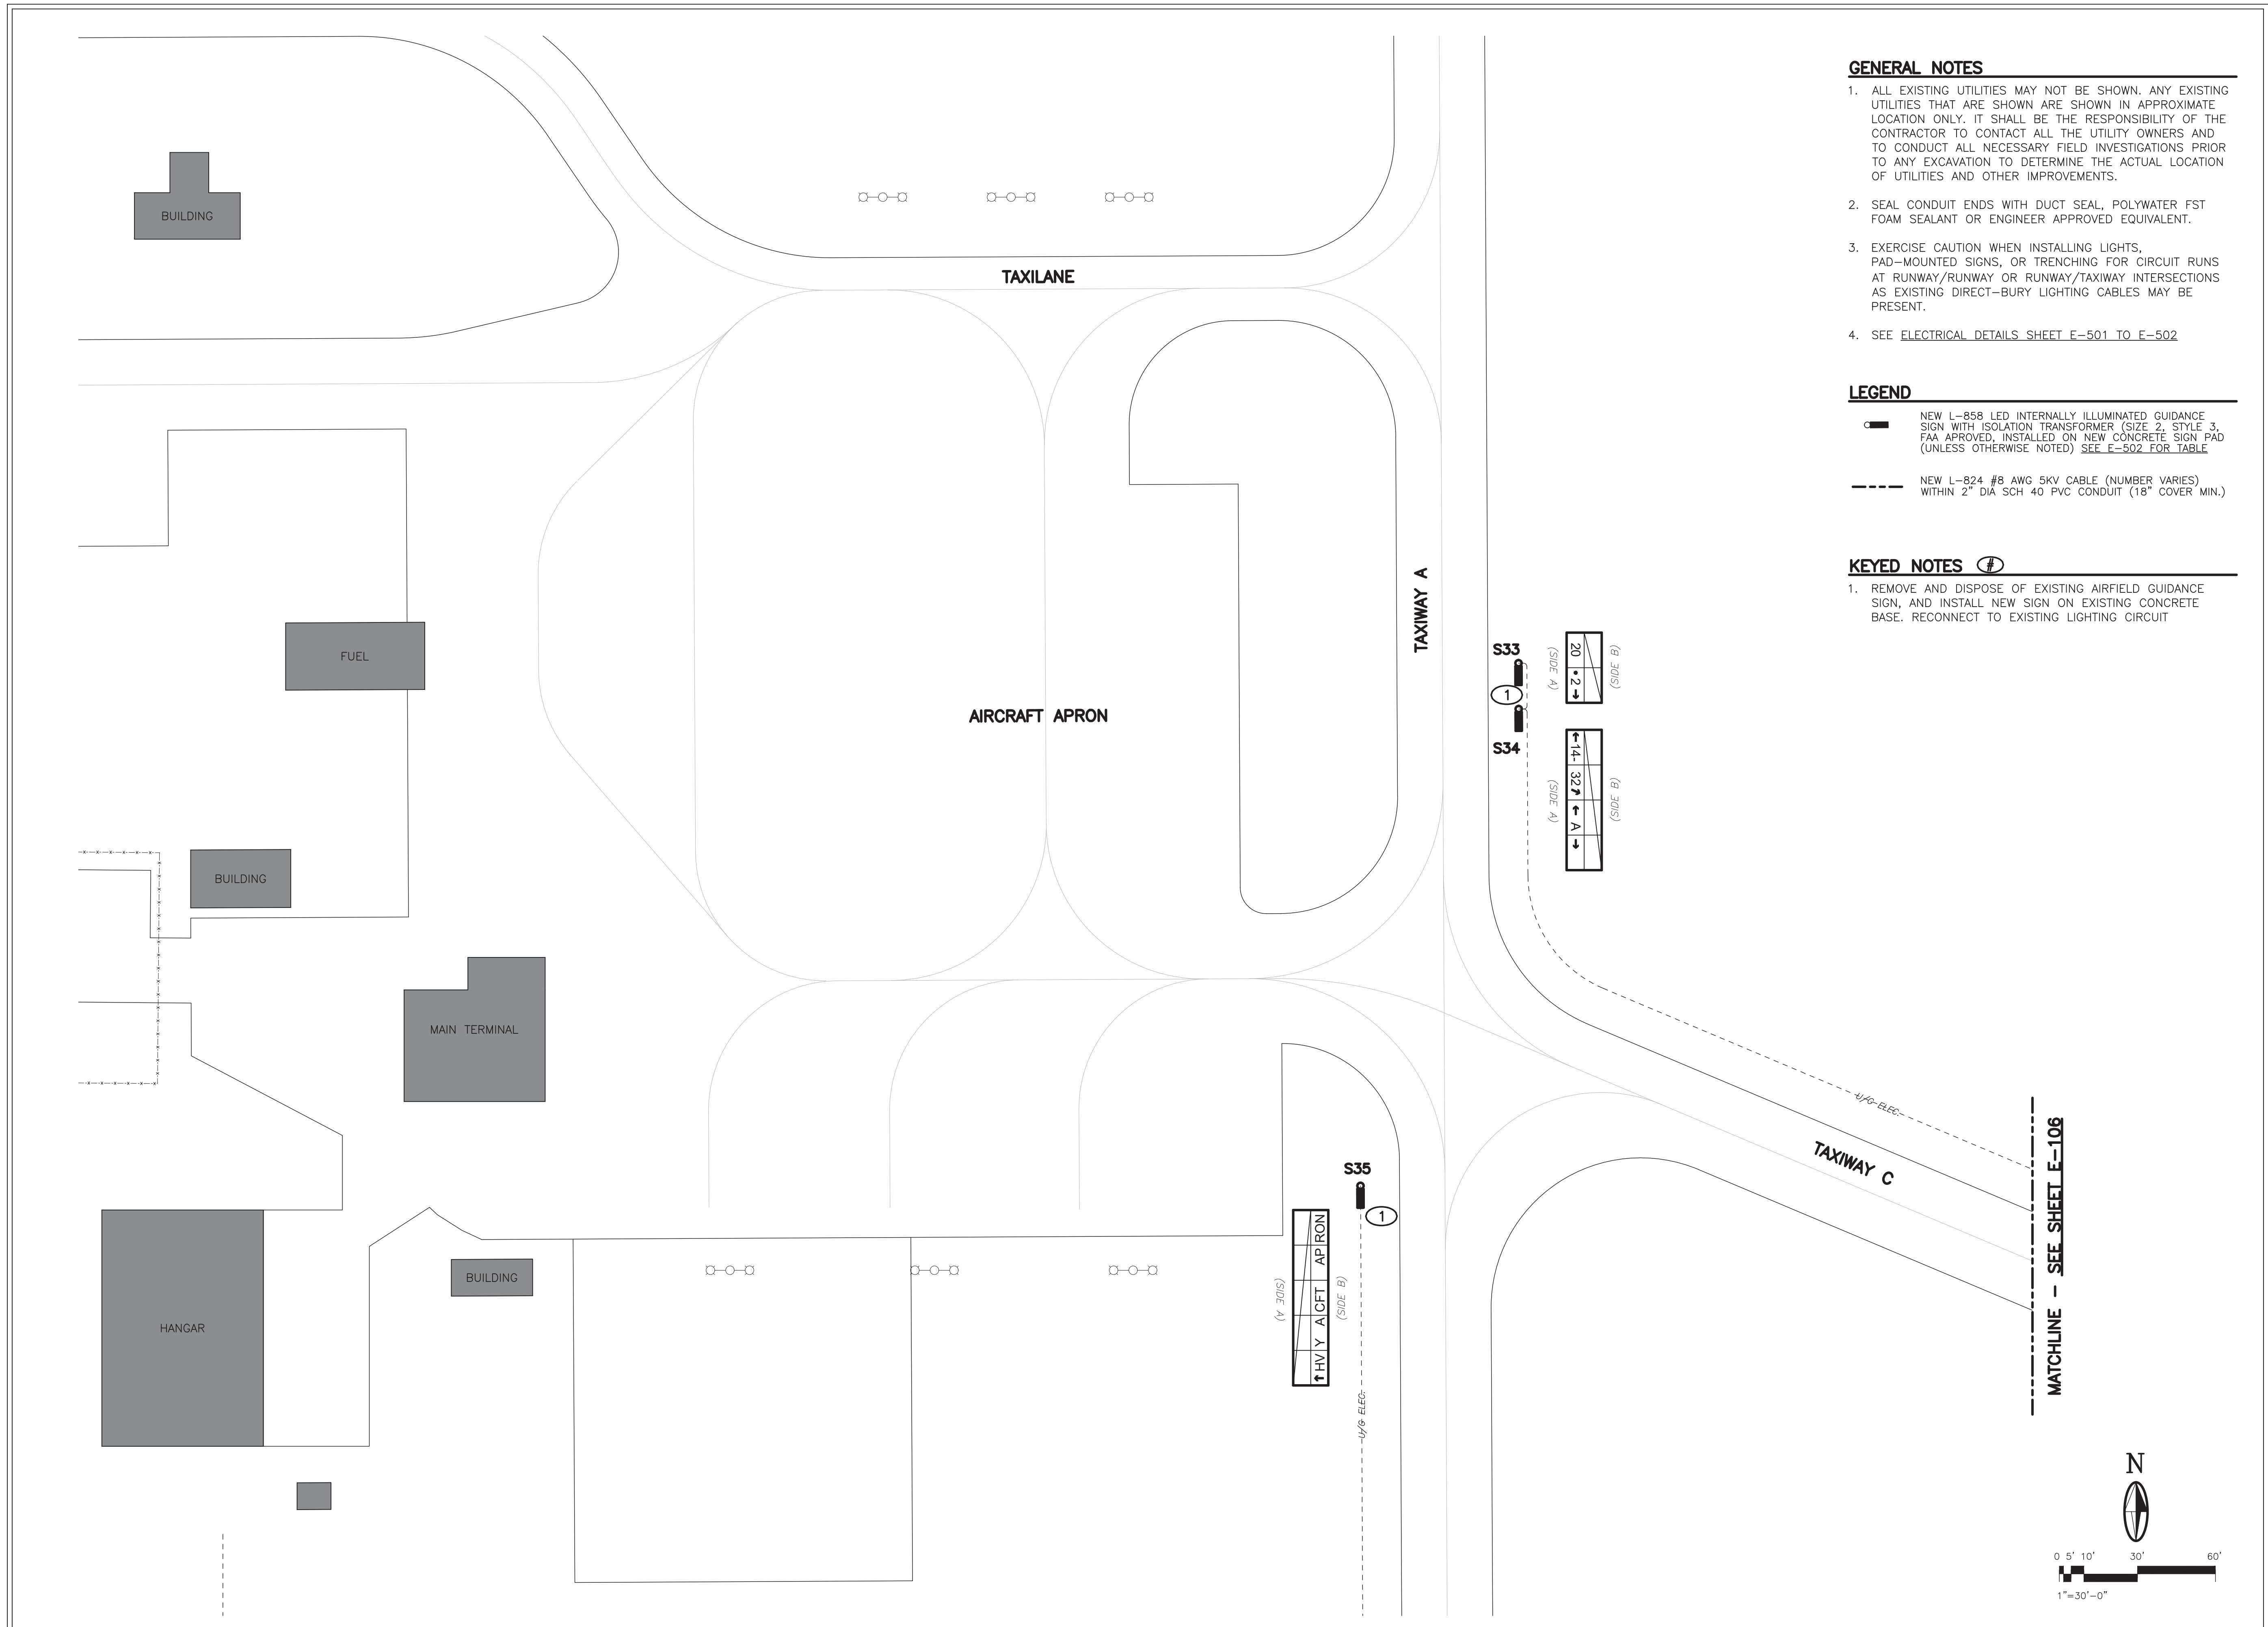 GENERAL NOTES
1. ALL EXISTING UTILITIES MAY NOT BE SHOWN. ANY EXISTING
UTILITIES THAT ARE SHOWN ARE SHOWN IN APPROXIMATE
LOCATION ONLY. IT SHALL BE THE RESPONSIBILITY OF THE
CONTRACTOR TO CONTACT ALL THE UTILITY OWNERS AND
TO CONDUCT ALL NECESSARY FIELD INVESTIGATIONS PRIOR
TO ANY EXCAVATION TO DETERMINE THE ACTUAL LOCATION
OF UTILITIES AND OTHER IMPROVEMENTS.
2. SEAL CONDUIT ENDS WITH DUCT SEAL, POLYWATER FST
FOAM SEALANT OR ENGINEER APPROVED EQUIVALENT.
3. EXERCISE CAUTION WHEN INSTALLING LIGHTS,
PAD-MOUNTED SIGNS, OR TRENCHING FOR CIRCUIT RUNS
AT RUNWAY/RUNWAY OR RUNWAY/TAXIWAY INTERSECTIONS
AS EXISTING DIRECT-BURY LIGHTING CABLES MAY BE
PRESENT.
4. SEE ELECTRICAL DETAILS SHEET E-501 TO E-502
LEGEND
NEW L-858 LED INTERNALLY ILLUMINATED GUIDANCE
SIGN WITH ISOLATION TRANSFORMER (SIZE 2, STYLE 3,
FAA APROVED, INSTALLED ON NEW CONCRETE SIGN PAD
(UNLESS OTHERWISE NOTED) SEE E-502 FOR TABLE
NEW L-824 #8 AWG 5KV CABLE (NUMBER VARIES)
WITHIN 2" DIA SCH 40 PVC CONDUIT (18" COVER MIN.)
KEYED NOTES #
1. REMOVE AND DISPOSE OF EXISTING AIRFIELD GUIDANCE
SIGN, AND INSTALL NEW SIGN ON EXISTING CONCRETE
BASE. RECONNECT TO EXISTING LIGHTING CIRCUIT
BUILDING
TAXILANE
FUEL
TAXIWAY A
AIRCRAFT APRON
S33
1
S34
(SIDE A)
20 •2→
(SIDE B)
(SIDE A)
←14- 32↗ ← A →
(SIDE B)
BUILDING
MAIN TERMINAL
U/G ELEC.
TAXIWAY C
MATCHLINE - SEE SHEET E-106
S35
1
(SIDE A)
↑HV Y A CFT AP RON
(SIDE B)
U/G ELEC.
BUILDING
HANGAR
N
0 5' 10' 30' 60'
1"=30'-0"